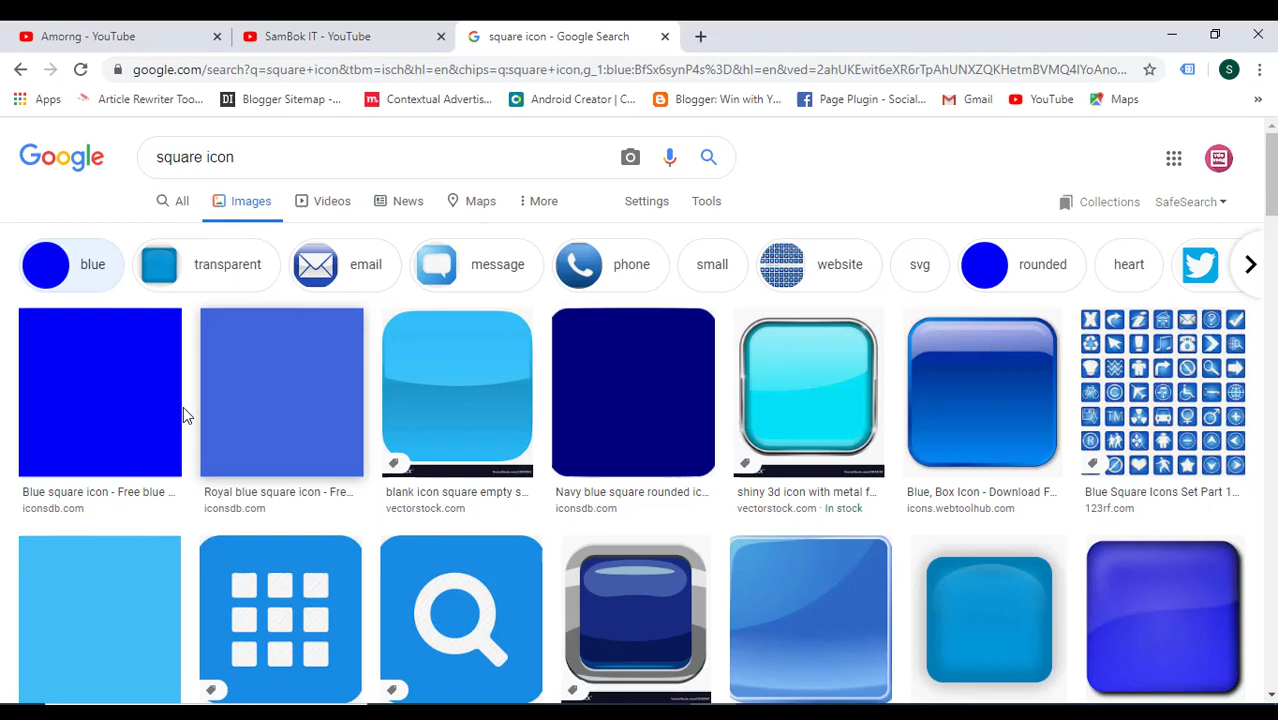 Amorng - YouTube
SamBok IT - YouTube
square icon - Google Search
google.com/search?q=square+icon&tbm=isch&hl=en&chips=q:square+icon,g_1:blue:BfSx6synP4s%3D&hl=en&sa=
Apps
Article Rewriter Too...
DI Blogger Sitemap -...
m. Contextual Advertis...
Android Creator | C...
Blogger: Win with Y...
Page Plugin - Social...
Gmail
YouTube
Maps
S
Google
square icon
All
Images
Videos
News
Maps
More
Settings
Tools
Collections
SafeSearch
blue
transparent
email
message
phone
small
website
svg
rounded
heart
Blue square icon - Free blue ...
iconsdb.com
Royal blue square icon - Fre...
iconsdb.com
blank icon square empty s...
vectorstock.com
Navy blue square rounded ic...
iconsdb.com
shiny 3d icon with metal f...
vectorstock.com · In stock
Blue, Box Icon - Download F...
icons.webtoolhub.com
Blue Square Icons Set Part 1...
123rf.com